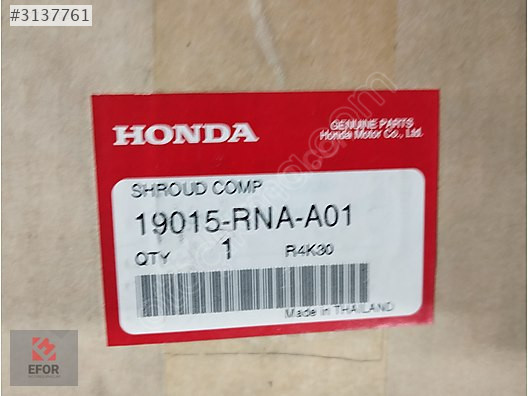 #3137761
HONDA
GENUINE PARTS
Honda Motor Co., Ltd.
SHROUD COMP
19015-RNA-A01
QTY 1 R4K30
Made in THAILAND
EFOR